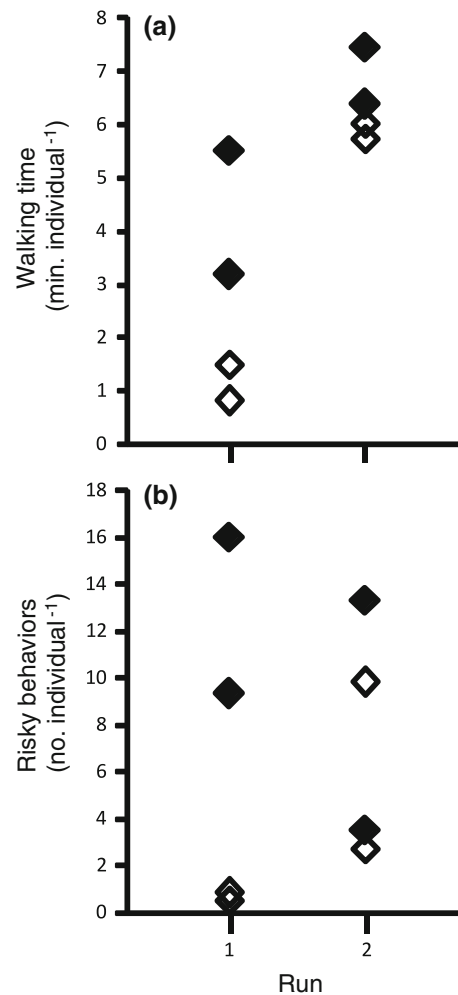 (a)
Walking time
(min. individual⁻¹)
8
7
6
5
4
3
2
1
0
(b)
Risky behaviors
(no. individual⁻¹)
18
16
14
12
10
8
6
4
2
0
1 2
Run